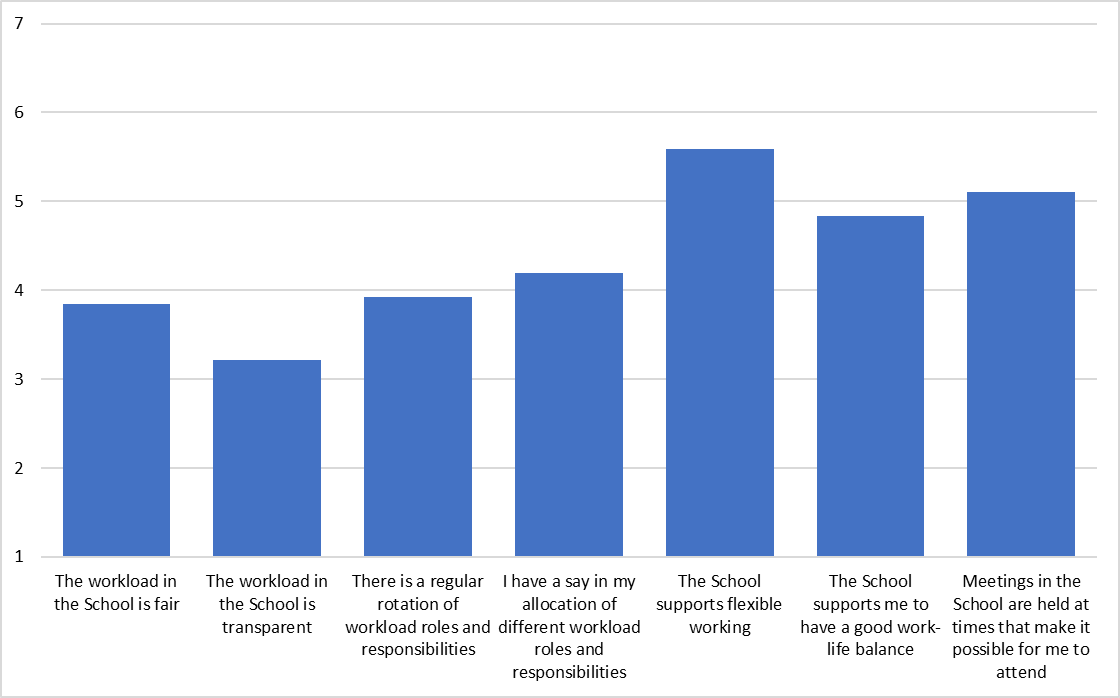 7
6
5
4
3
2
1
The workload in
the School is fair
The workload in
the School is
transparent
There is a regular
rotation of
workload roles and
responsibilities
I have a say in my
allocation of
different workload
roles and
responsibilities
The School
supports flexible
working
The School
supports me to
have a good work-
life balance
Meetings in the
School are held at
times that make it
possible for me to
attend